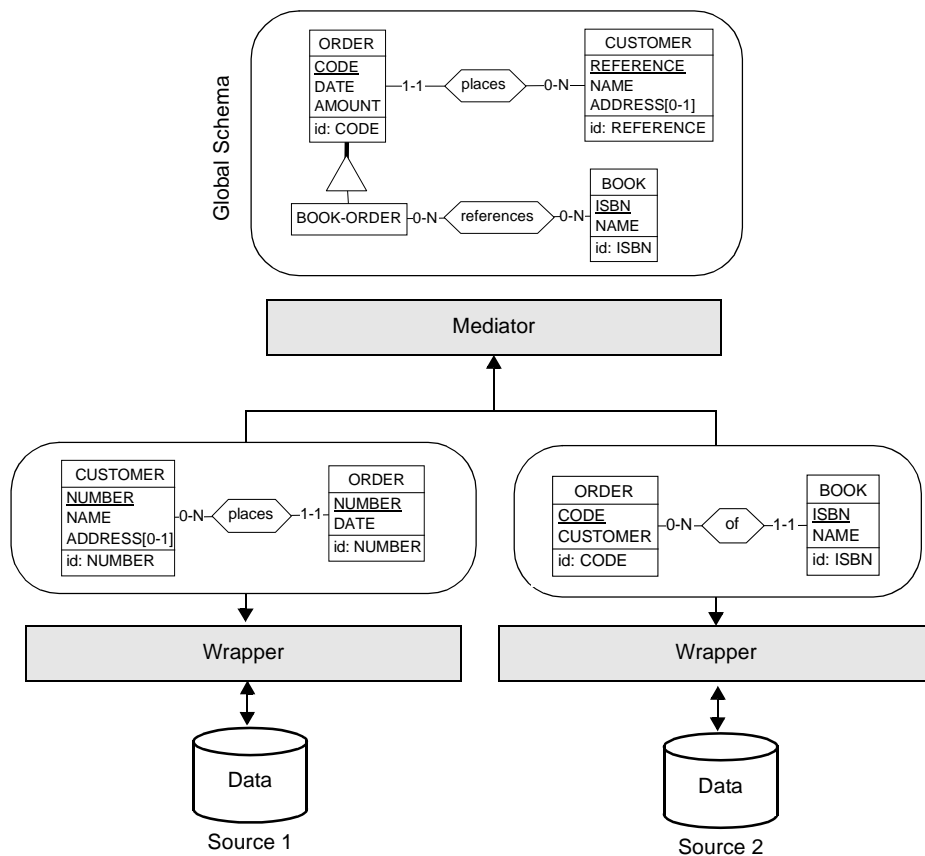 Global Schema
ORDER
CODE
DATE
AMOUNT
id: CODE
1-1
places
0-N
CUSTOMER
REFERENCE
NAME
ADDRESS[0-1]
id: REFERENCE
BOOK-ORDER
0-N
references
0-N
BOOK
ISBN
NAME
id: ISBN
Mediator
CUSTOMER
NUMBER
NAME
ADDRESS[0-1]
id: NUMBER
0-N
places
1-1
ORDER
NUMBER
DATE
id: NUMBER
ORDER
CODE
CUSTOMER
id: CODE
0-N
of
1-1
BOOK
ISBN
NAME
id: ISBN
Wrapper
Wrapper
Data
Data
Source 1
Source 2